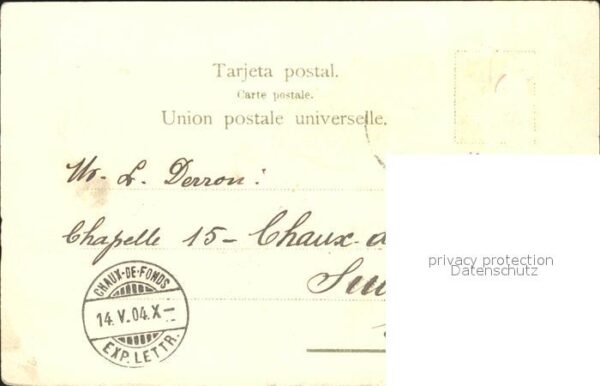 Tarjeta postal.
Carte postale.
Union postale universelle.
Mr. L. Derron:
Chapelle 15 - Chaux-d
privacy protection
Datenschutz
CHAUX-DE-FONDS
14. V. 04. X—
EXP. LETTR.